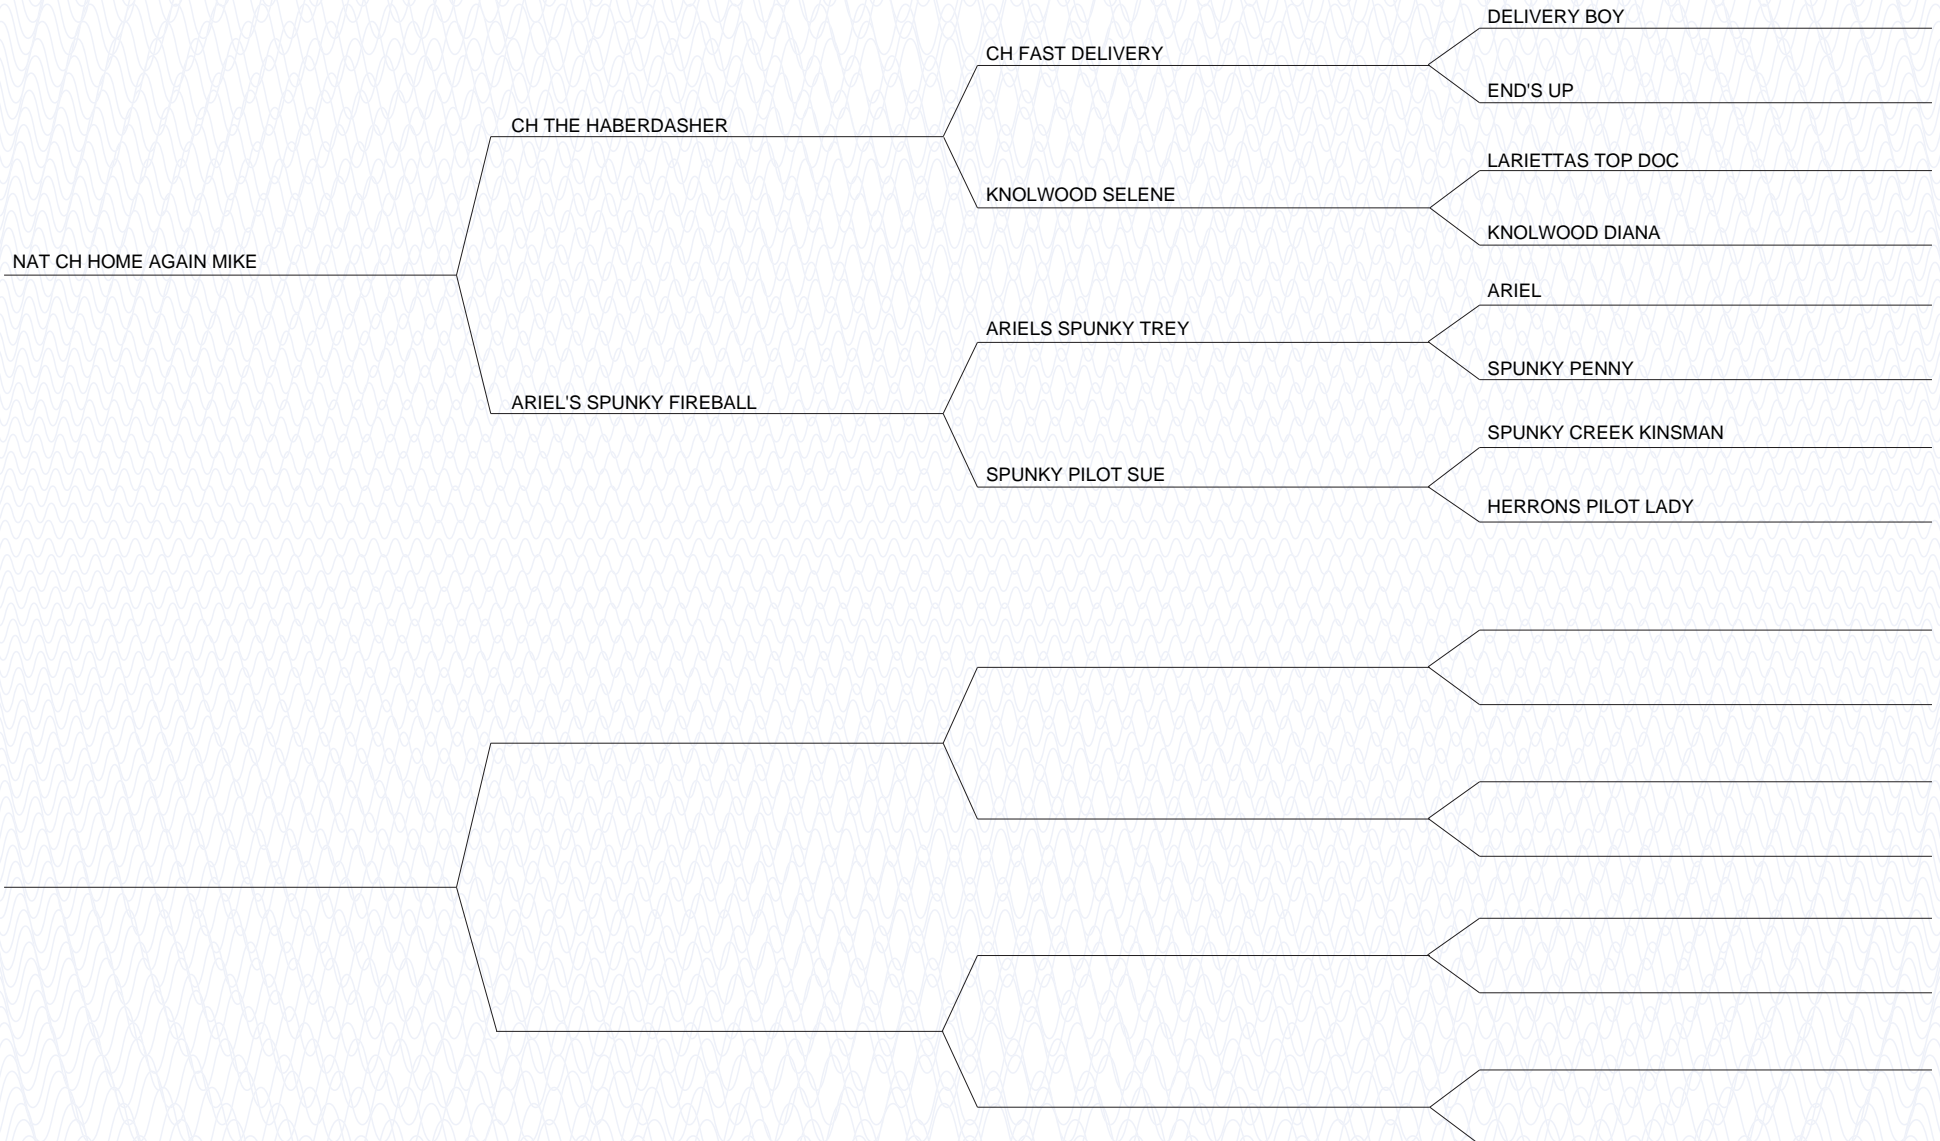 DELIVERY BOY
CH FAST DELIVERY
END'S UP
CH THE HABERDASHER
LARIETTAS TOP DOC
KNOLWOOD SELENE
KNOLWOOD DIANA
NAT CH HOME AGAIN MIKE
ARIEL
ARIELS SPUNKY TREY
SPUNKY PENNY
ARIEL'S SPUNKY FIREBALL
SPUNKY CREEK KINSMAN
SPUNKY PILOT SUE
HERRONS PILOT LADY